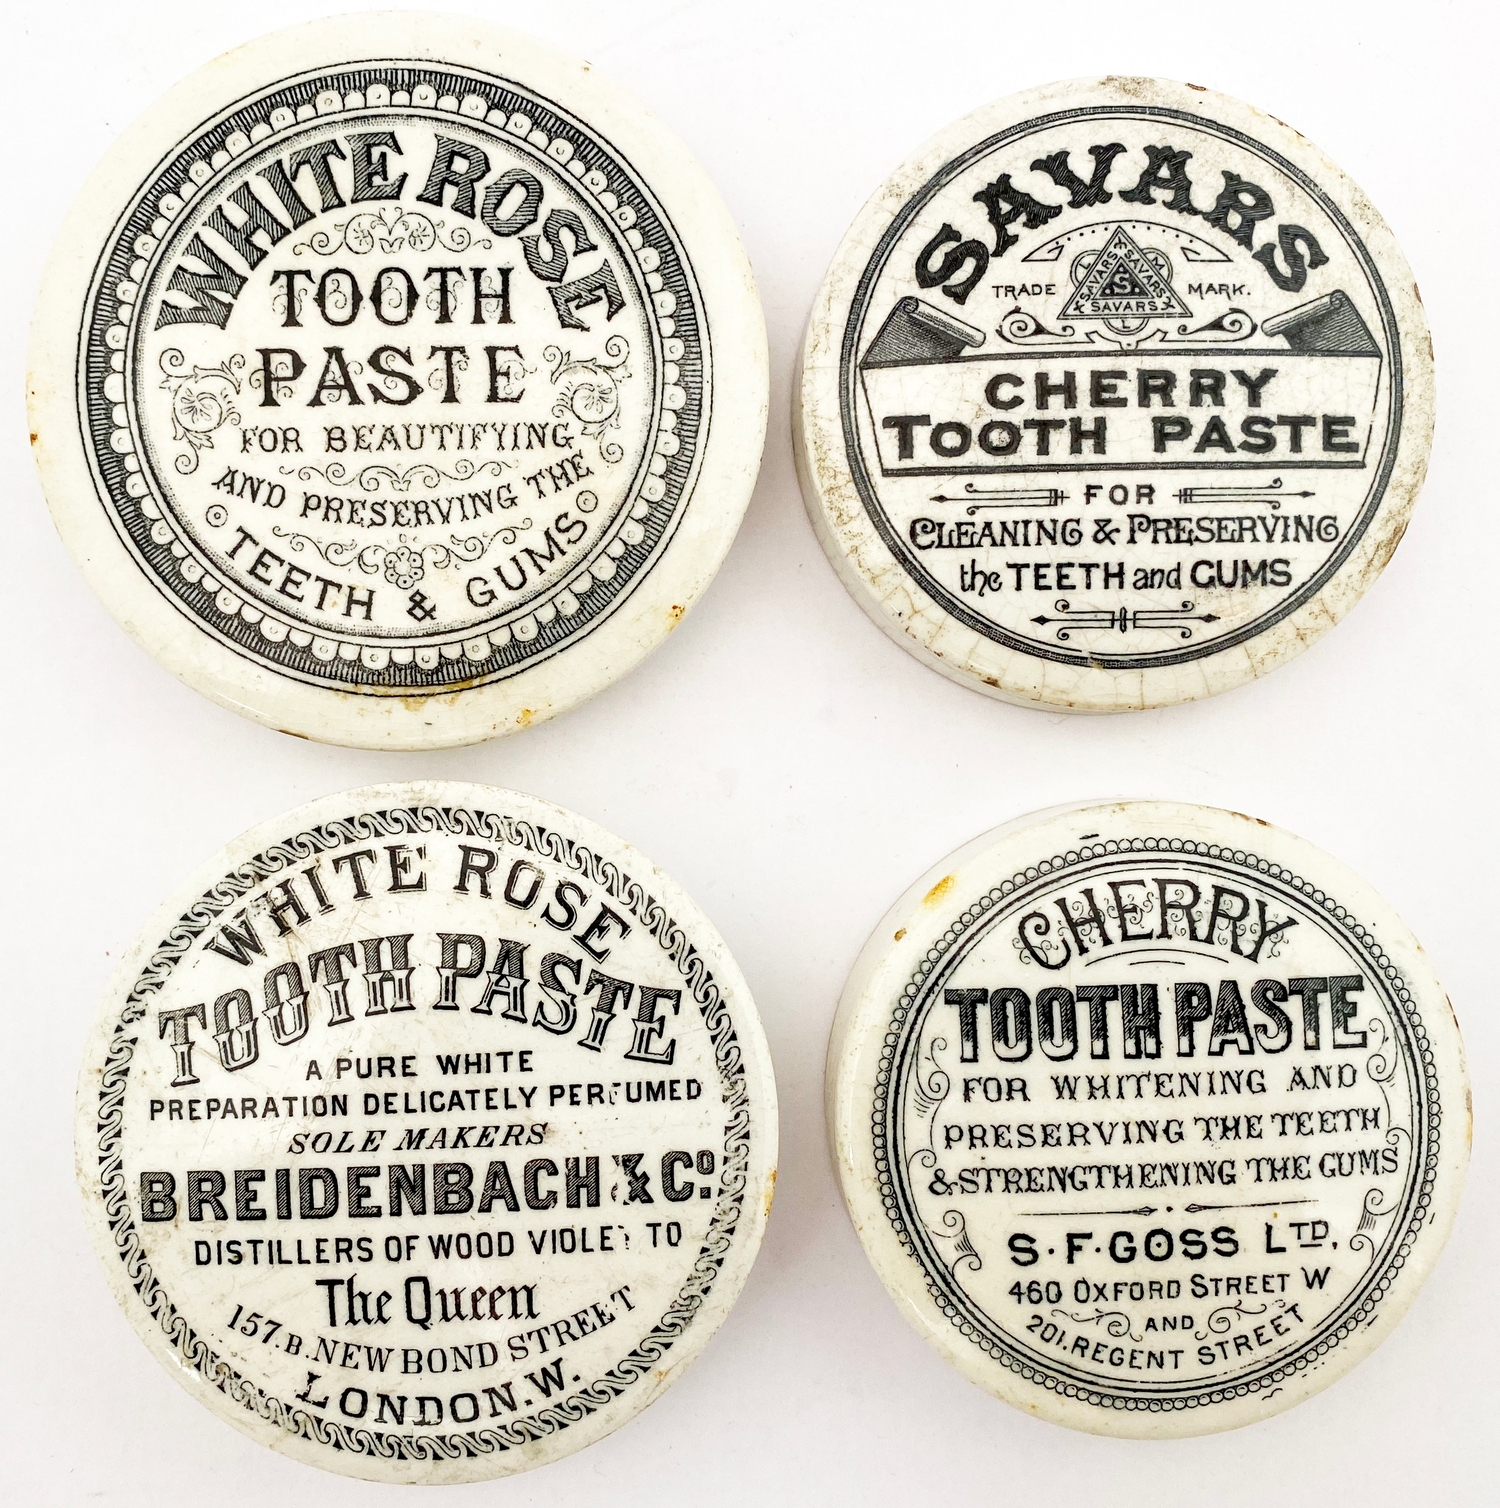 WHITE ROSE
TOOTH
PASTE
FOR BEAUTIFYING
AND PRESERVING THE
TEETH & GUMS
SAVARS
TRADE MARK.
SAVARS
SAVARS
SAVARS
S
L M
L
CHERRY
TOOTH PASTE
FOR
CLEANING & PRESERVING
the TEETH and GUMS
WHITE ROSE
TOOTH PASTE
A PURE WHITE
PREPARATION DELICATELY PERFUMED
SOLE MAKERS
BREIDENBACH & Co.
DISTILLERS OF WOOD VIOLET TO
The Queen
157.B.NEW BOND STREET
LONDON.W.
CHERRY
TOOTH PASTE
FOR WHITENING AND
PRESERVING THE TEETH
& STRENGTHENING THE GUMS
S.F.GOSS LTD,
460 OXFORD STREET W
AND
201.REGENT STREET